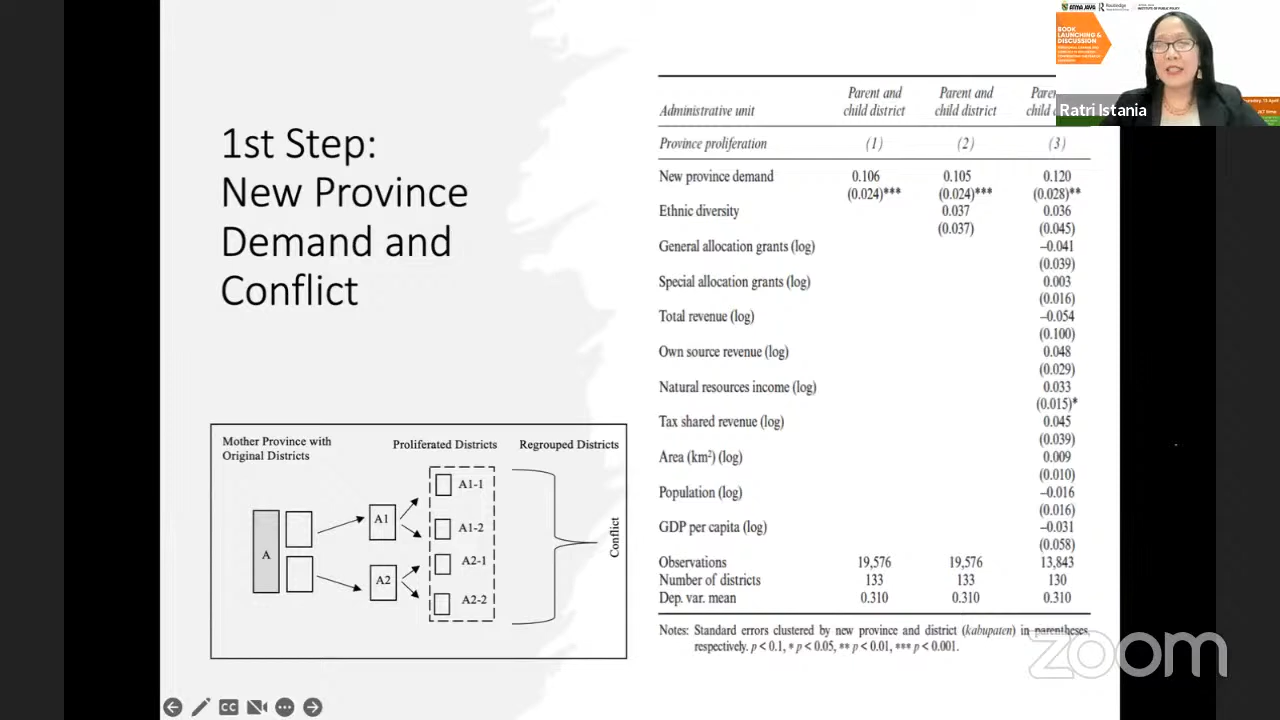 1st Step:
New Province
Demand and
Conflict
Mother Province with
Original Districts
Proliferated Districts
Regrouped Districts
A
A1
A2
A1-1
A1-2
A2-1
A2-2
Conflict
Administrative unit
Parent and
child district
Parent and
child district
Province proliferation (1) (2) (3)
New province demand 0.106 0.105 0.120
(0.024)*** (0.024)*** (0.028)**
Ethnic diversity 0.037 0.036
(0.037) (0.045)
General allocation grants (log) −0.041
(0.039)
Special allocation grants (log) 0.003
(0.016)
Total revenue (log) −0.054
(0.100)
Own source revenue (log) 0.048
(0.029)
Natural resources income (log) 0.033
(0.015)*
Tax shared revenue (log) 0.045
(0.039)
Area (km²) (log) 0.009
(0.010)
Population (log) −0.016
(0.016)
GDP per capita (log) −0.031
(0.058)
Observations 19,576 19,576 13,843
Number of districts 133 133 130
Dep. var. mean 0.310 0.310 0.310
Notes: Standard errors clustered by new province and district (kabupaten) in parentheses,
respectively. p < 0.1, * p < 0.05, ** p < 0.01, *** p < 0.001.
ATMA JAYA
Routledge
BOOK
LAUNCHING &
DISCUSSION
Ratri Istania
CC
zoom